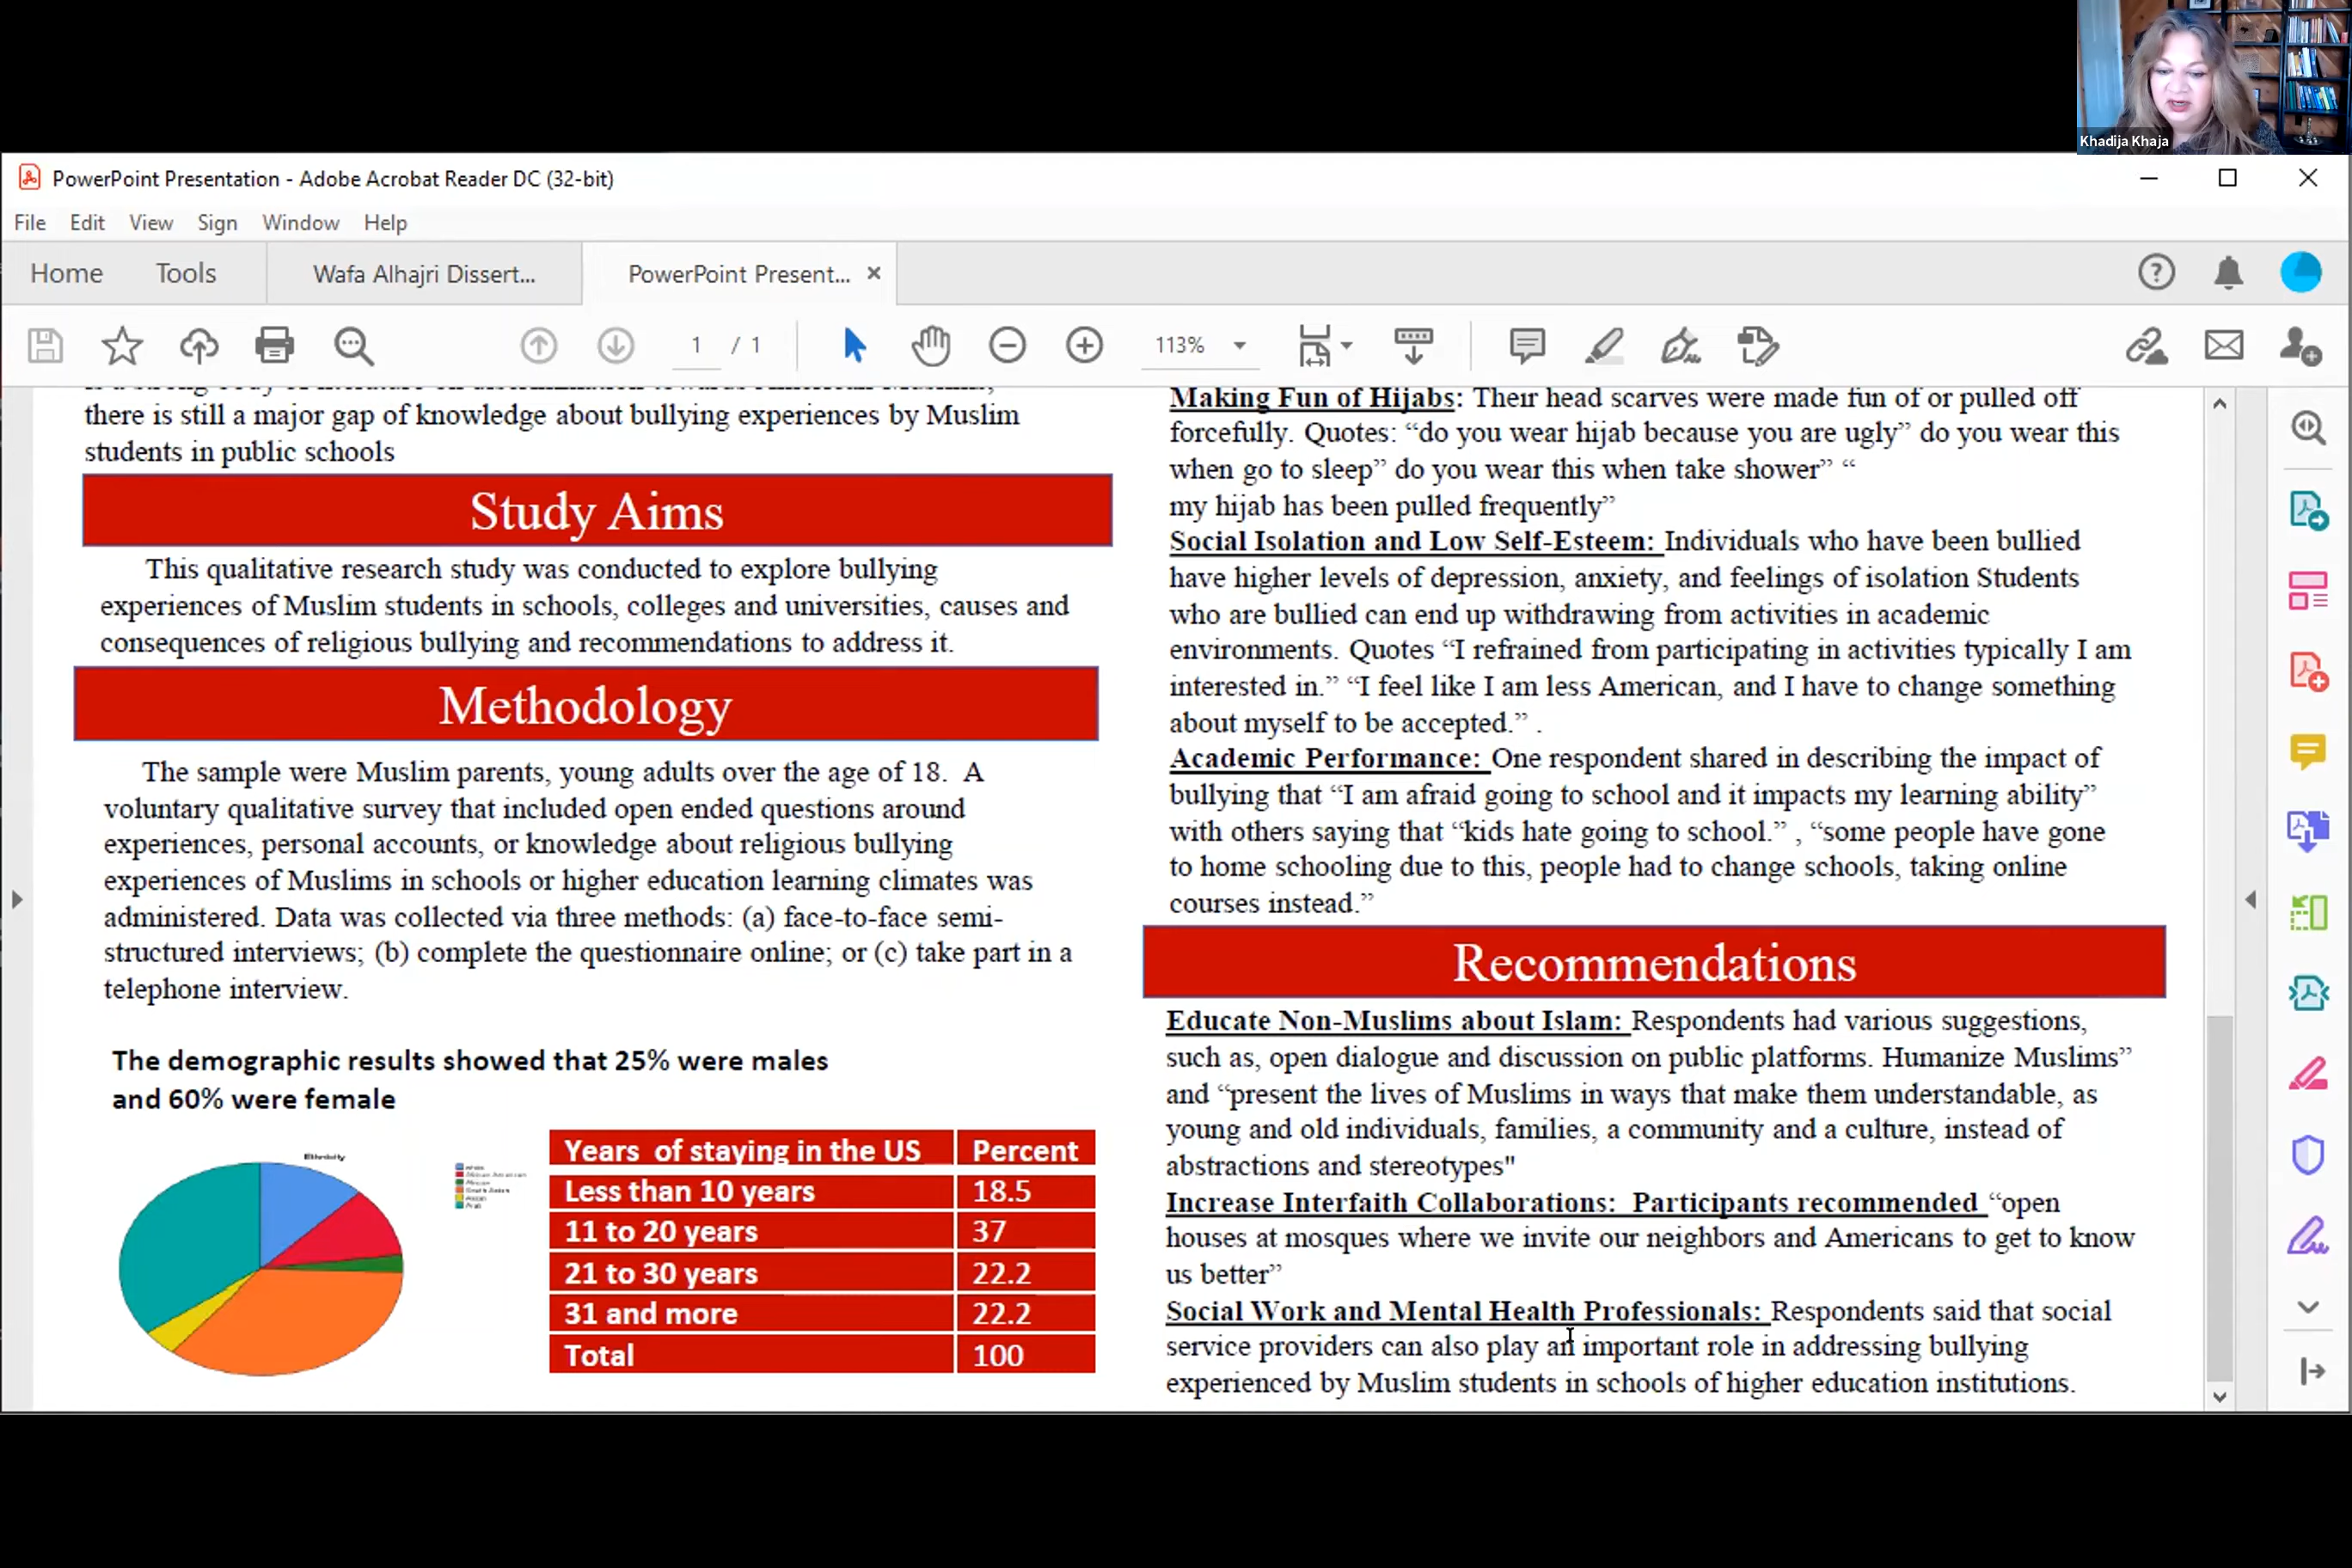 Khadija Khaja
PowerPoint Presentation - Adobe Acrobat Reader DC (32-bit)
File Edit View Sign Window Help
Home Tools Wafa Alhajri Dissert... PowerPoint Present...
1 / 1 113%
is a strong body of literature on discrimination towards American Muslims,
there is still a major gap of knowledge about bullying experiences by Muslim
students in public schools
Study Aims
This qualitative research study was conducted to explore bullying
experiences of Muslim students in schools, colleges and universities, causes and
consequences of religious bullying and recommendations to address it.
Methodology
The sample were Muslim parents, young adults over the age of 18. A
voluntary qualitative survey that included open ended questions around
experiences, personal accounts, or knowledge about religious bullying
experiences of Muslims in schools or higher education learning climates was
administered. Data was collected via three methods: (a) face-to-face semi-
structured interviews; (b) complete the questionnaire online; or (c) take part in a
telephone interview.
The demographic results showed that 25% were males
and 60% were female
Ethnicity
Years of staying in the US Percent
Less than 10 years 18.5
11 to 20 years 37
21 to 30 years 22.2
31 and more 22.2
Total 100
Making Fun of Hijabs: Their head scarves were made fun of or pulled off
forcefully. Quotes: “do you wear hijab because you are ugly” do you wear this
when go to sleep” do you wear this when take shower” “
my hijab has been pulled frequently”
Social Isolation and Low Self-Esteem: Individuals who have been bullied
have higher levels of depression, anxiety, and feelings of isolation Students
who are bullied can end up withdrawing from activities in academic
environments. Quotes “I refrained from participating in activities typically I am
interested in.” “I feel like I am less American, and I have to change something
about myself to be accepted.” .
Academic Performance: One respondent shared in describing the impact of
bullying that “I am afraid going to school and it impacts my learning ability”
with others saying that “kids hate going to school.” , “some people have gone
to home schooling due to this, people had to change schools, taking online
courses instead.”
Recommendations
Educate Non-Muslims about Islam: Respondents had various suggestions,
such as, open dialogue and discussion on public platforms. Humanize Muslims”
and “present the lives of Muslims in ways that make them understandable, as
young and old individuals, families, a community and a culture, instead of
abstractions and stereotypes"
Increase Interfaith Collaborations: Participants recommended “open
houses at mosques where we invite our neighbors and Americans to get to know
us better”
Social Work and Mental Health Professionals: Respondents said that social
service providers can also play an important role in addressing bullying
experienced by Muslim students in schools of higher education institutions.